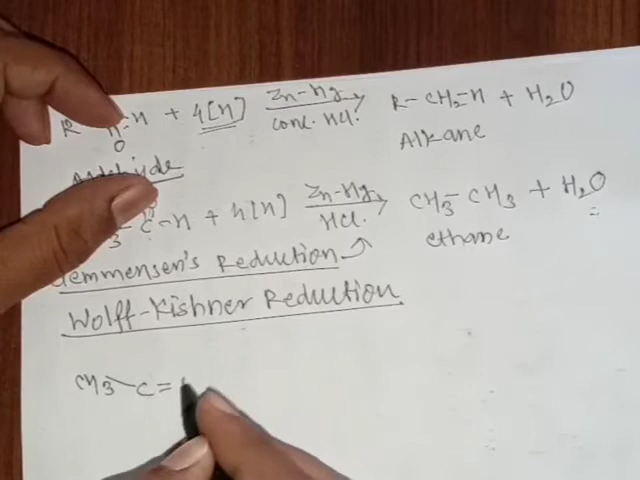 R-C-H + 4[H] Zn-Hg conc. HCl. R-CH2-H + H2O
O Alkane
Aldehyde
O
CH3 C-H + 4[H] Zn-Hg HCl. CH3-CH3 + H2O
ethane
Clemmensen's Reduction
Wolff-Kishner Reduction
CH3-C=